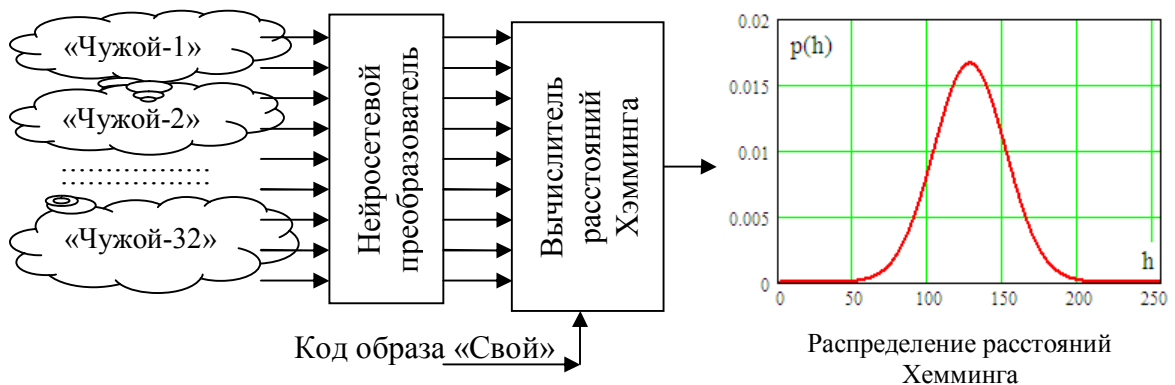 «Чужой-1»
«Чужой-2»
«Чужой-32»
Нейросетевой
преобразователь
Вычислитель
расстояний
Хэмминга
Код образа «Свой»
0.02
p(h)
0.015
0.01
0.005
h
0
0
50
100
150
200
250
Распределение расстояний
Хемминга